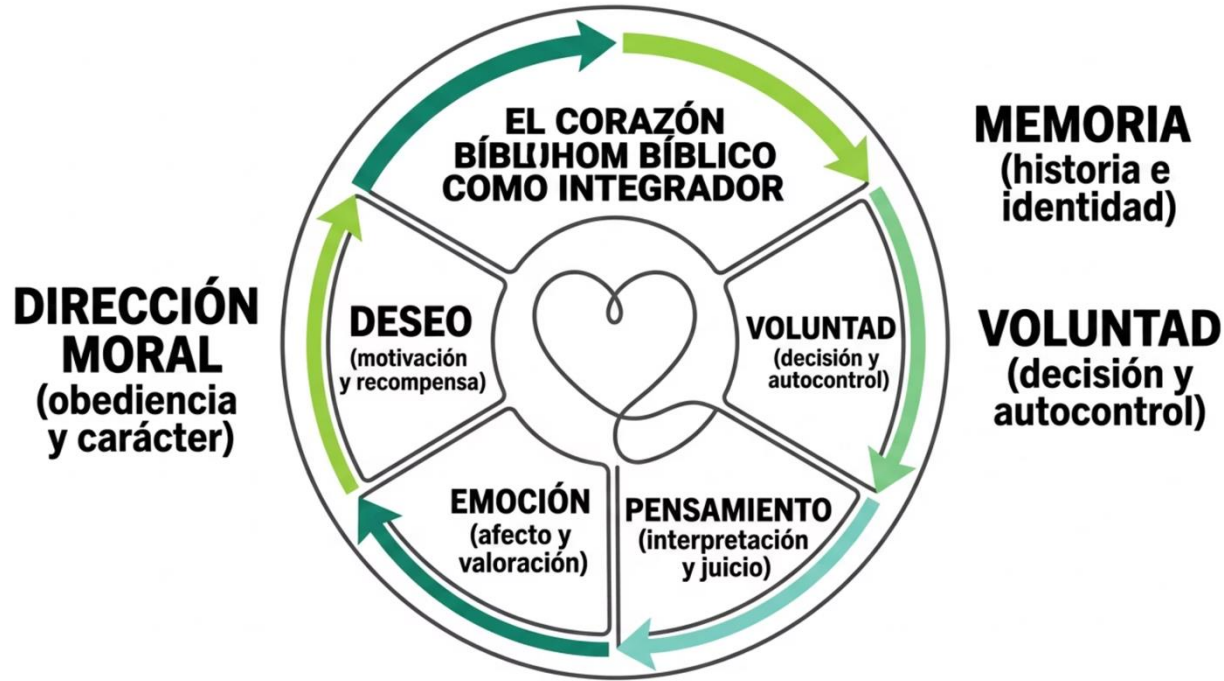 EL CORAZÓN
BÍBLICO COMO INTEGRADOR
MEMORIA
(historia e
identidad)
DIRECCIÓN
MORAL
(obediencia
y carácter)
DESEO
(motivación
y recompensa)
VOLUNTAD
(decisión y
autocontrol)
VOLUNTAD
(decisión y
autocontrol)
EMOCIÓN
(afecto y
valoración)
PENSAMIENTO
(interpretación
y juicio)